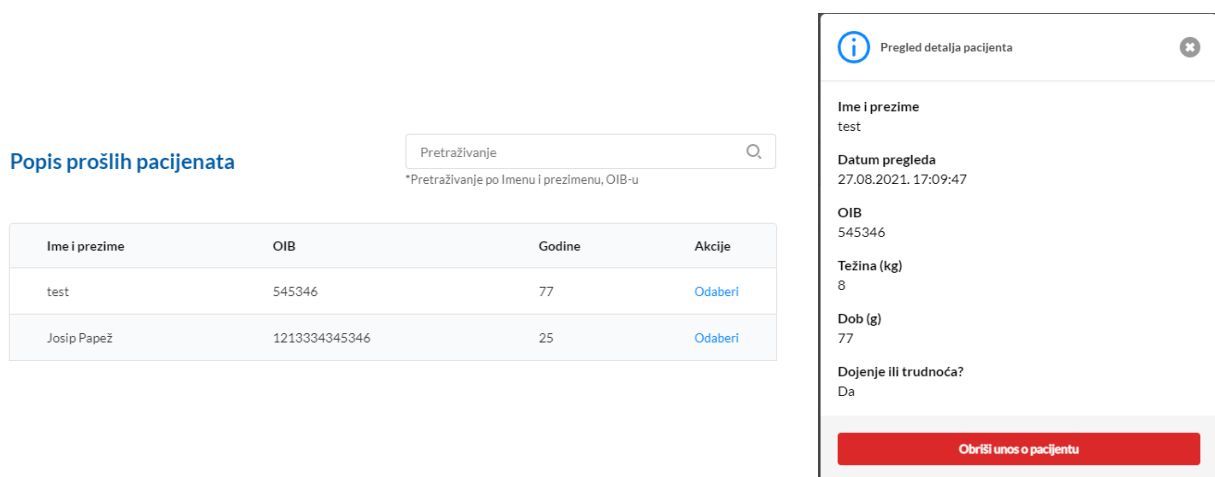 Popis prošlih pacijenata
Pretraživanje
*Pretraživanje po Imenu i prezimenu, OIB-u
Ime i prezime OIB Godine Akcije
test 545346 77 Odaberi
Josip Papež 1213334345346 25 Odaberi
Pregled detalja pacijenta
Ime i prezime
test
Datum pregleda
27.08.2021. 17:09:47
OIB
545346
Težina (kg)
8
Dob (g)
77
Dojenje ili trudnoća?
Da
Obriši unos o pacijentu